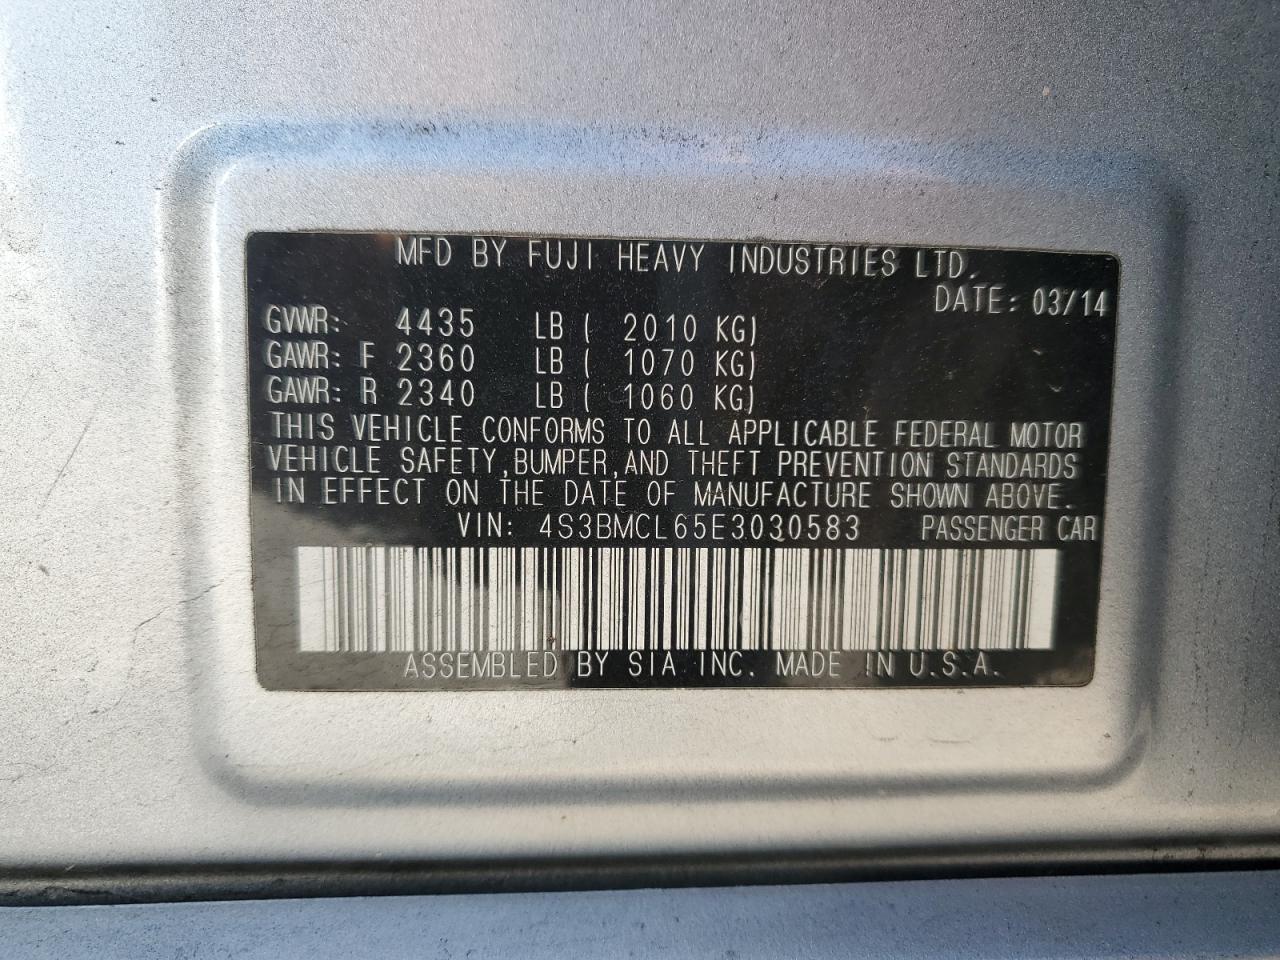 MFD BY FUJI HEAVY INDUSTRIES LTD.
DATE: 03/14
GVWR: 4435 LB ( 2010 KG)
GAWR: F 2360 LB ( 1070 KG)
GAWR: R 2340 LB ( 1060 KG)
THIS VEHICLE CONFORMS TO ALL APPLICABLE FEDERAL MOTOR
VEHICLE SAFETY, BUMPER, AND THEFT PREVENTION STANDARDS
IN EFFECT ON THE DATE OF MANUFACTURE SHOWN ABOVE.
VIN: 4S3BMCL65E3030583 PASSENGER CAR
ASSEMBLED BY SIA INC. MADE IN U.S.A.